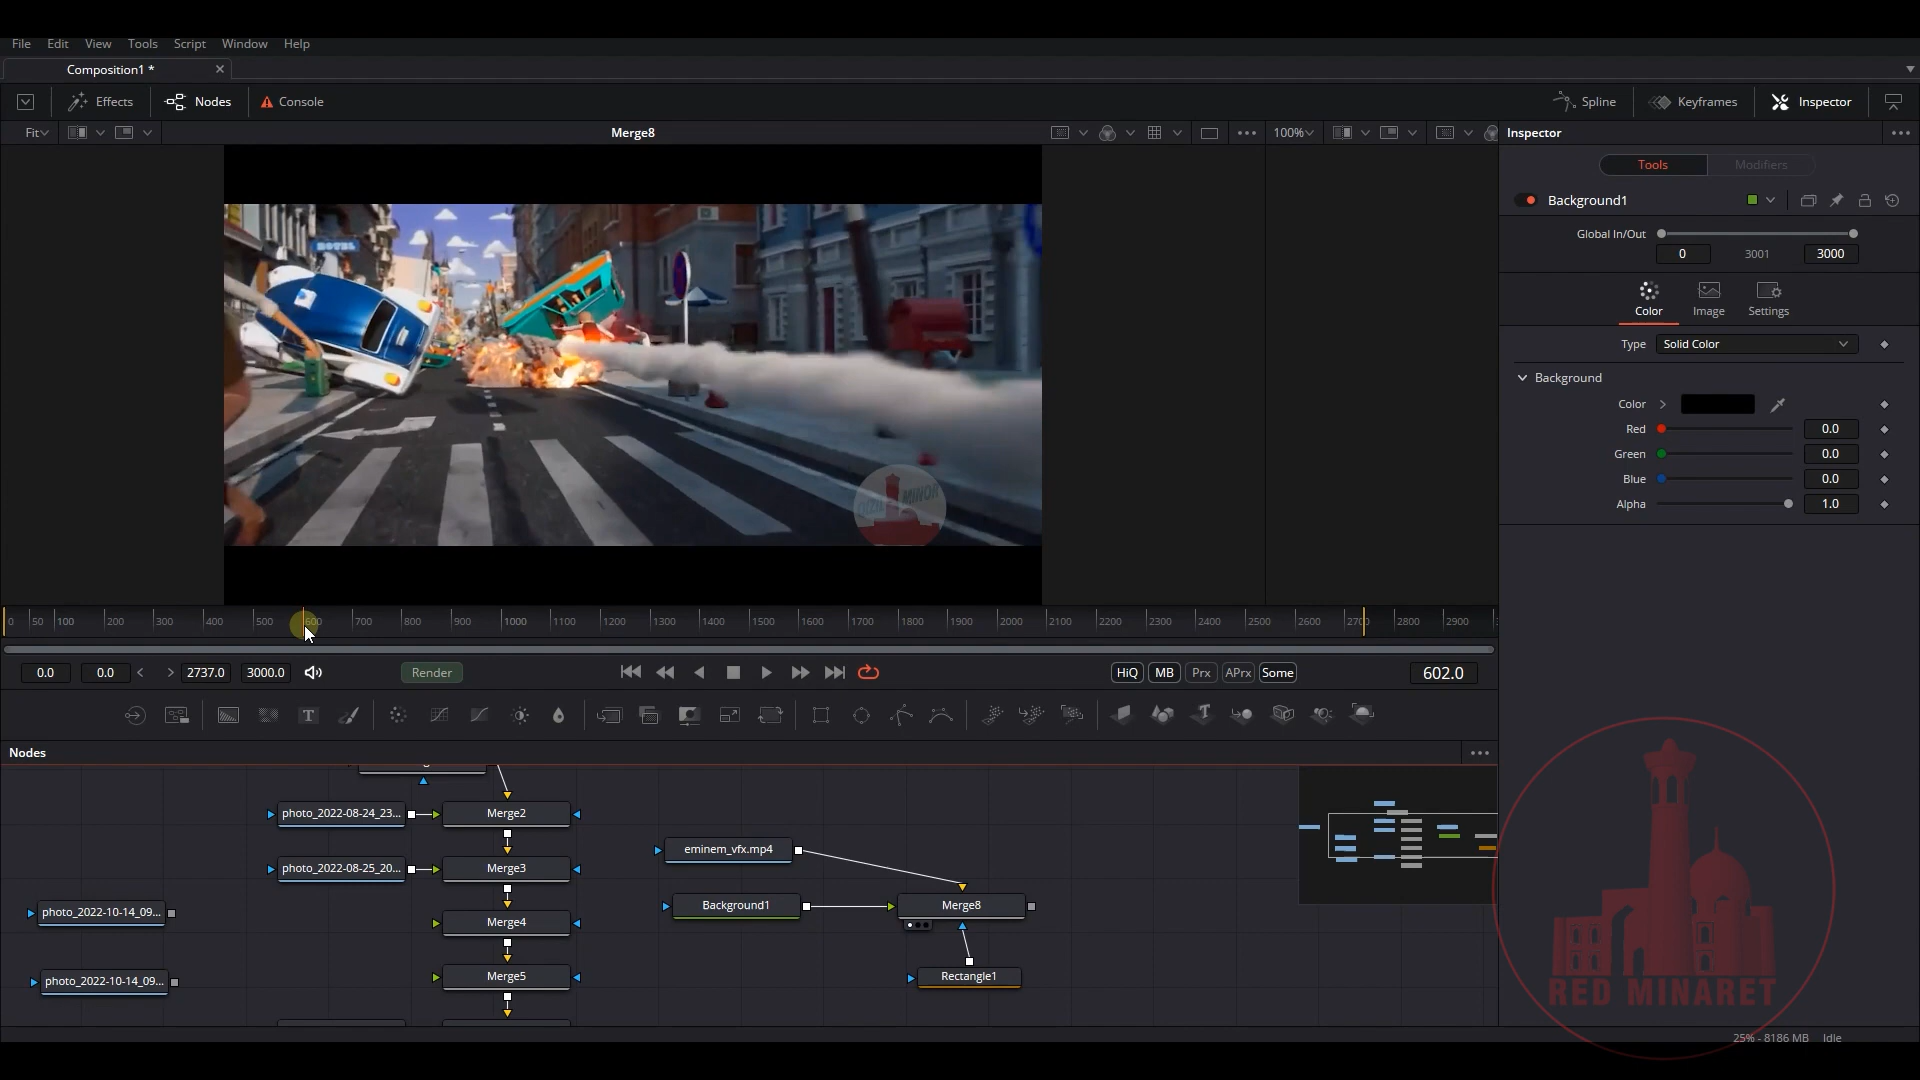 File Edit View Tools Script Window Help
Composition1 *
Effects Nodes Console Spline Keyframes Inspector
Fit Merge8 100% Inspector
Tools Modifiers
Background1
Global In/Out
0 3001 3000
Color Image Settings
Type Solid Color
Background
Color
Red 0.0
Green 0.0
Blue 0.0
Alpha 1.0
MOTEL
MINOR
0 50 100 200 300 400 500 600 700 800 900 1000 1100 1200 1300 1400 1500 1600 1700 1800 1900 2000 2100 2200 2300 2400 2500 2600 2700 2800 2900
0.0 0.0 < > 2737.0 3000.0 Render HiQ MB Prx APrx Some 602.0
Nodes
photo_2022-08-24_23... Merge2
eminem_vfx.mp4
photo_2022-08-25_20... Merge3
photo_2022-10-14_09... Background1 Merge8
Merge4
photo_2022-10-14_09... Merge5 Rectangle1
RED MINARET
25% - 8186 MB Idle